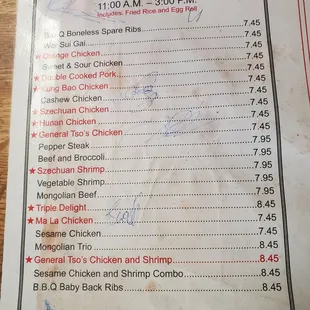 11:00 A.M. – 3:00 P.M.
Includes: Fried Rice and Egg Roll
B.B.Q Boneless Spare Ribs 7.45
Wor Sui Gai 7.45
★ Orange Chicken 7.45
Sweet & Sour Chicken 7.45
★ Double Cooked Pork 7.45
★ Kung Bao Chicken 7.45
Cashew Chicken 7.45
★ Szechuan Chicken 7.45
★ Hunan Chicken 7.45
★ General Tso's Chicken 7.45
Pepper Steak 7.95
Beef and Broccoli 7.95
★ Szechuan Shrimp 7.95
Vegetable Shrimp 7.95
Mongolian Beef 7.95
★ Triple Delight 8.45
★ Ma La Chicken 8.45
Sesame Chicken 8.45
Mongolian Trio 8.45
★ General Tso's Chicken and Shrimp 8.45
Sesame Chicken and Shrimp Combo 8.45
B.B.Q Baby Back Ribs 8.45